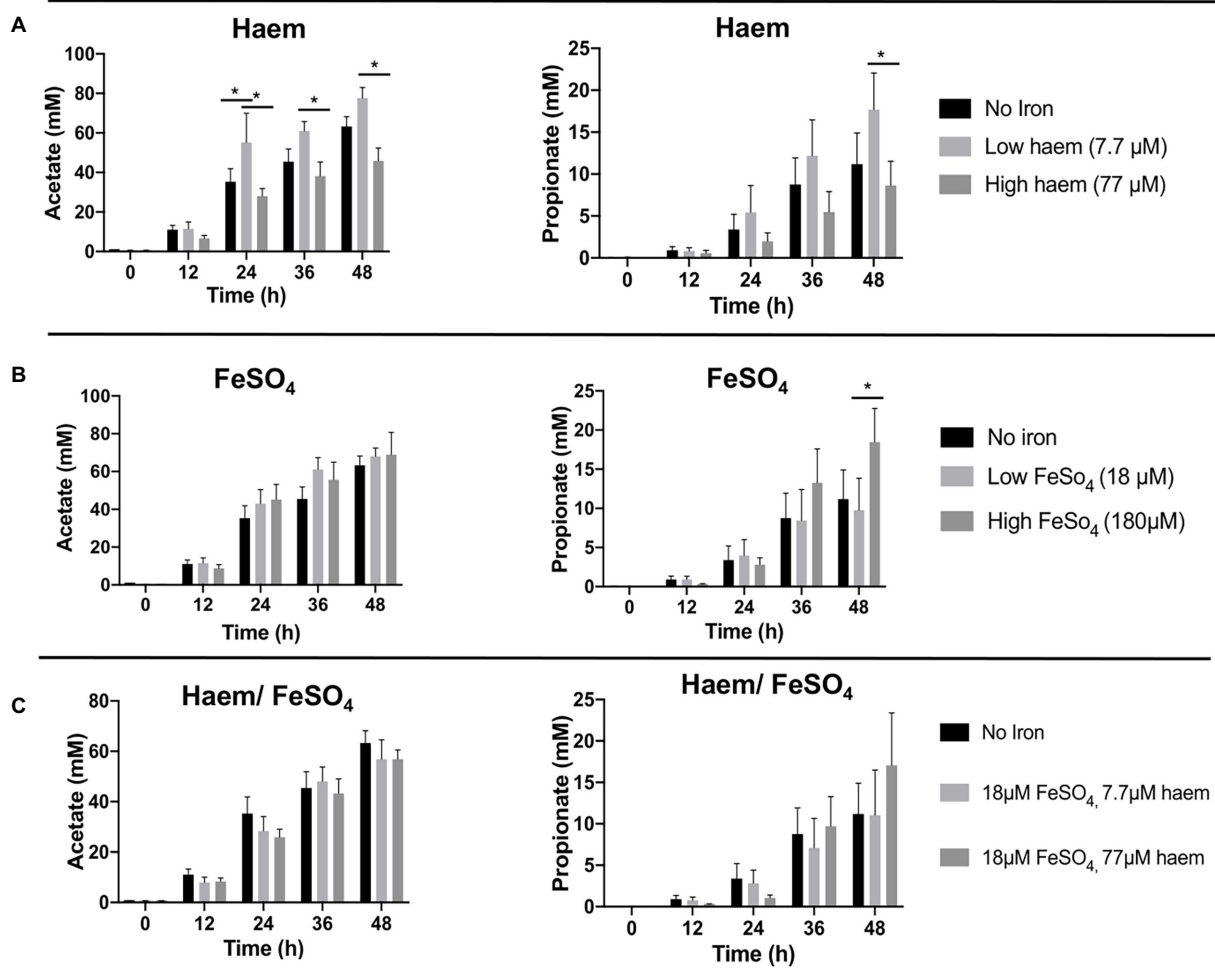 A
Haem
Acetate (mM)
100
80
60
40
20
0
* * * *
0 12 24 36 48
Time (h)
Haem
Propionate (mM)
25
20
15
10
5
0
*
0 12 24 36 48
Time (h)
No Iron
Low haem (7.7 µM)
High haem (77 µM)
B
FeSO4
Acetate (mM)
100
80
60
40
20
0
0 12 24 36 48
Time (h)
FeSO4
Propionate (mM)
25
20
15
10
5
0
*
0 12 24 36 48
Time (h)
No iron
Low FeSo4 (18 µM)
High FeSo4 (180µM)
C
Haem/ FeSO4
Acetate (mM)
80
60
40
20
0
0 12 24 36 48
Time (h)
Haem/ FeSO4
Propionate (mM)
25
20
15
10
5
0
0 12 24 36 48
Time (h)
No Iron
18µM FeSO4, 7.7µM haem
18µM FeSO4, 77µM haem